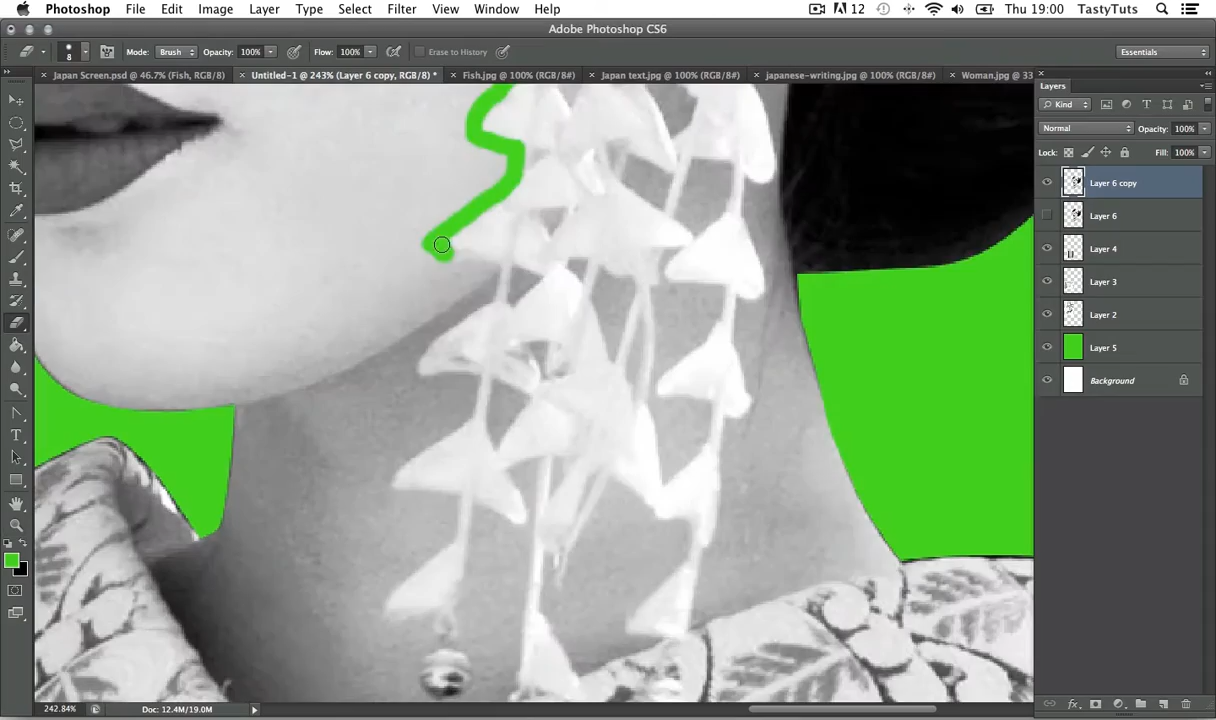 Photoshop File Edit Image Layer Type Select Filter View Window Help 12 Thu 19:00 TastyTuts
Adobe Photoshop CS6
8 Mode: Brush Opacity: 100% Flow: 100% Erase to History Essentials
Japan Screen.psd @ 46.7% (Fish, RGB/8) Untitled-1 @ 243% (Layer 6 copy, RGB/8) * Fish.jpg @ 100% (RGB/8#) Japan text.jpg @ 100% (RGB/8#) japanese-writing.jpg @ 100% (RGB/8#) Woman.jpg @ 33
Layers
Kind
Normal Opacity: 100%
Lock: Fill: 100%
Layer 6 copy
Layer 6
Layer 4
Layer 3
Layer 2
Layer 5
Background
242.84% Doc: 12.4M/19.0M